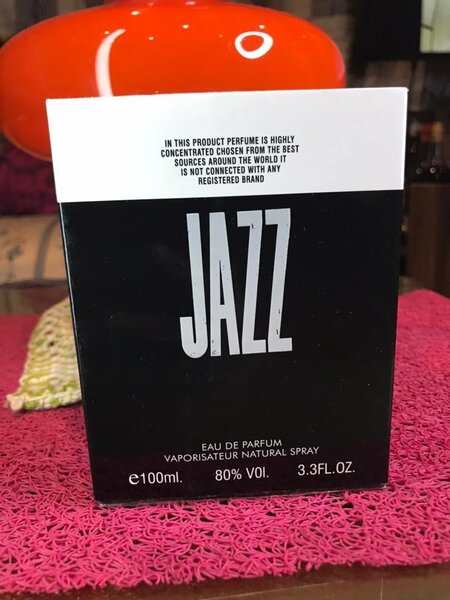 IN THIS PRODUCT PERFUME IS HIGHLY
CONCENTRATED CHOSEN FROM THE BEST
SOURCES AROUND THE WORLD IT
IS NOT CONNECTED WITH ANY
REGISTERED BRAND
JAZZ
EAU DE PARFUM
VAPORISATEUR NATURAL SPRAY
e100ml. 80% VOl. 3.3FL.OZ.